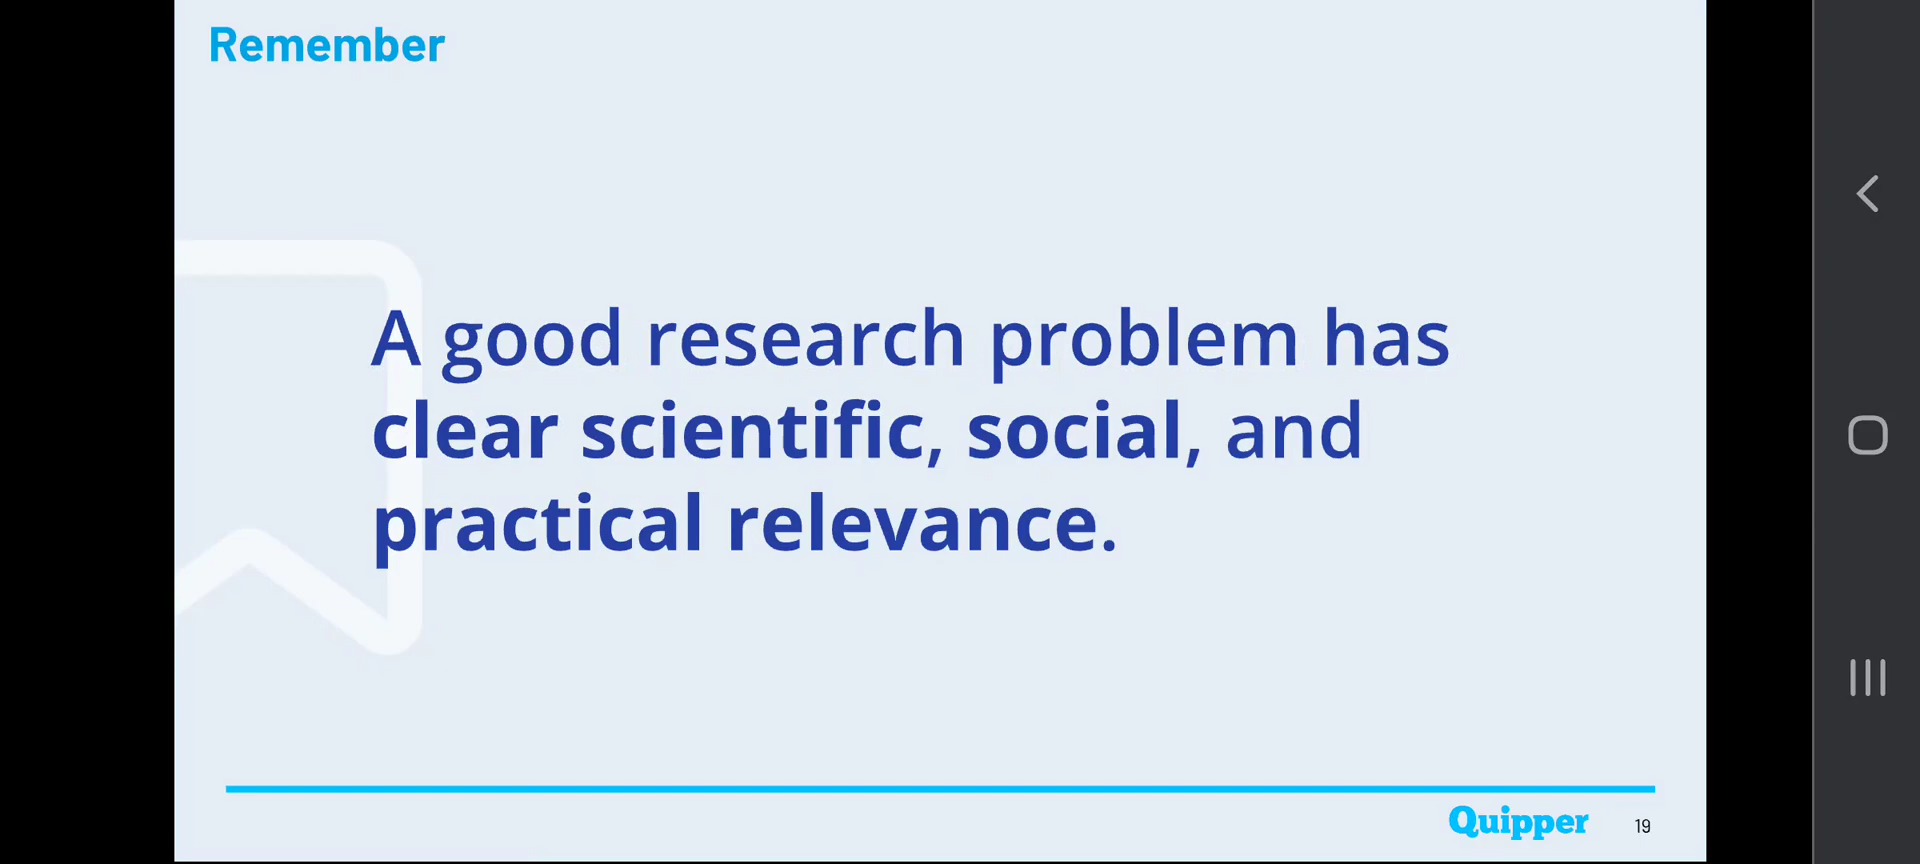 Remember
A good research problem has
clear scientific, social, and
practical relevance.
Quipper 19